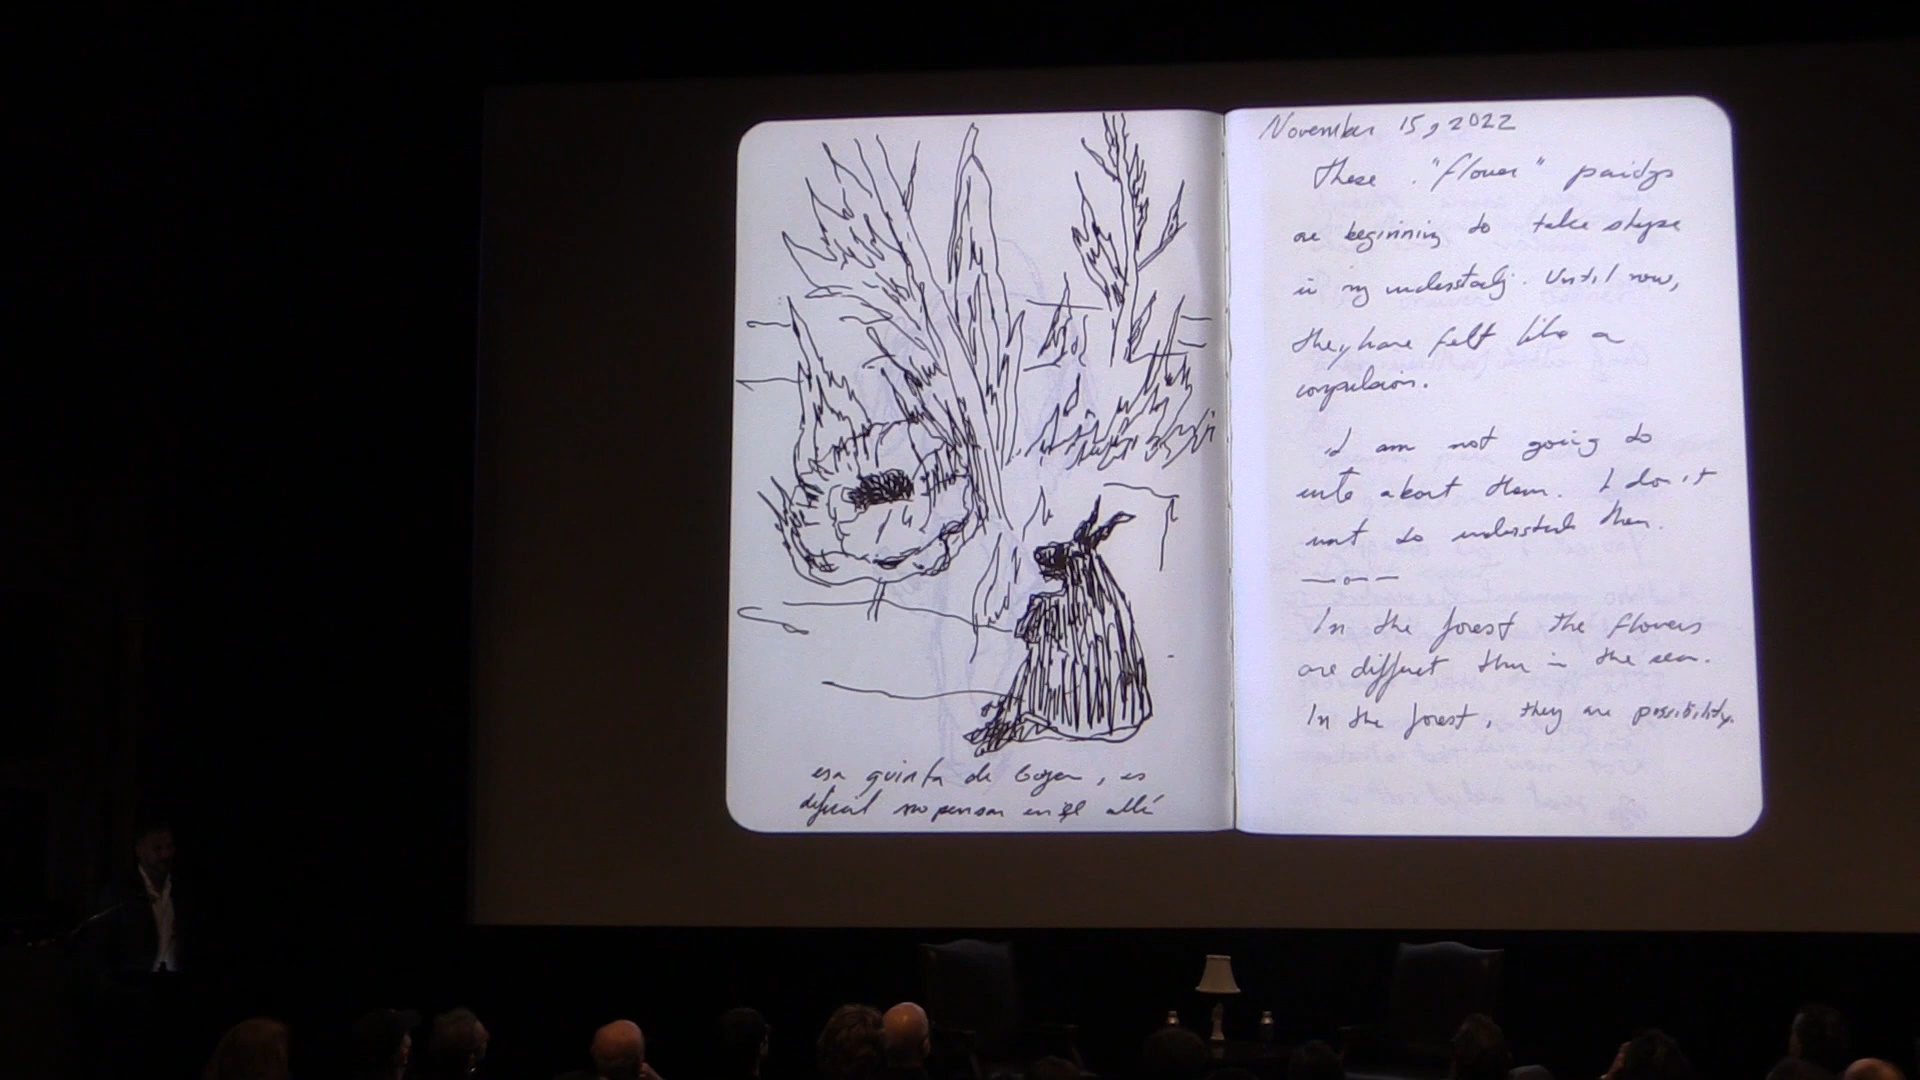 esa quinta de Goya, es
dificil no pensar en el allí
November 15, 2022
These "flower" paintings
are beginning to take shape
in my understanding. Until now,
they have felt like a
compulsion.
I am not going to
write about them. I don't
want to understand them.
In the forest the flowers
are different than in the sea.
In the forest, they are possibility.